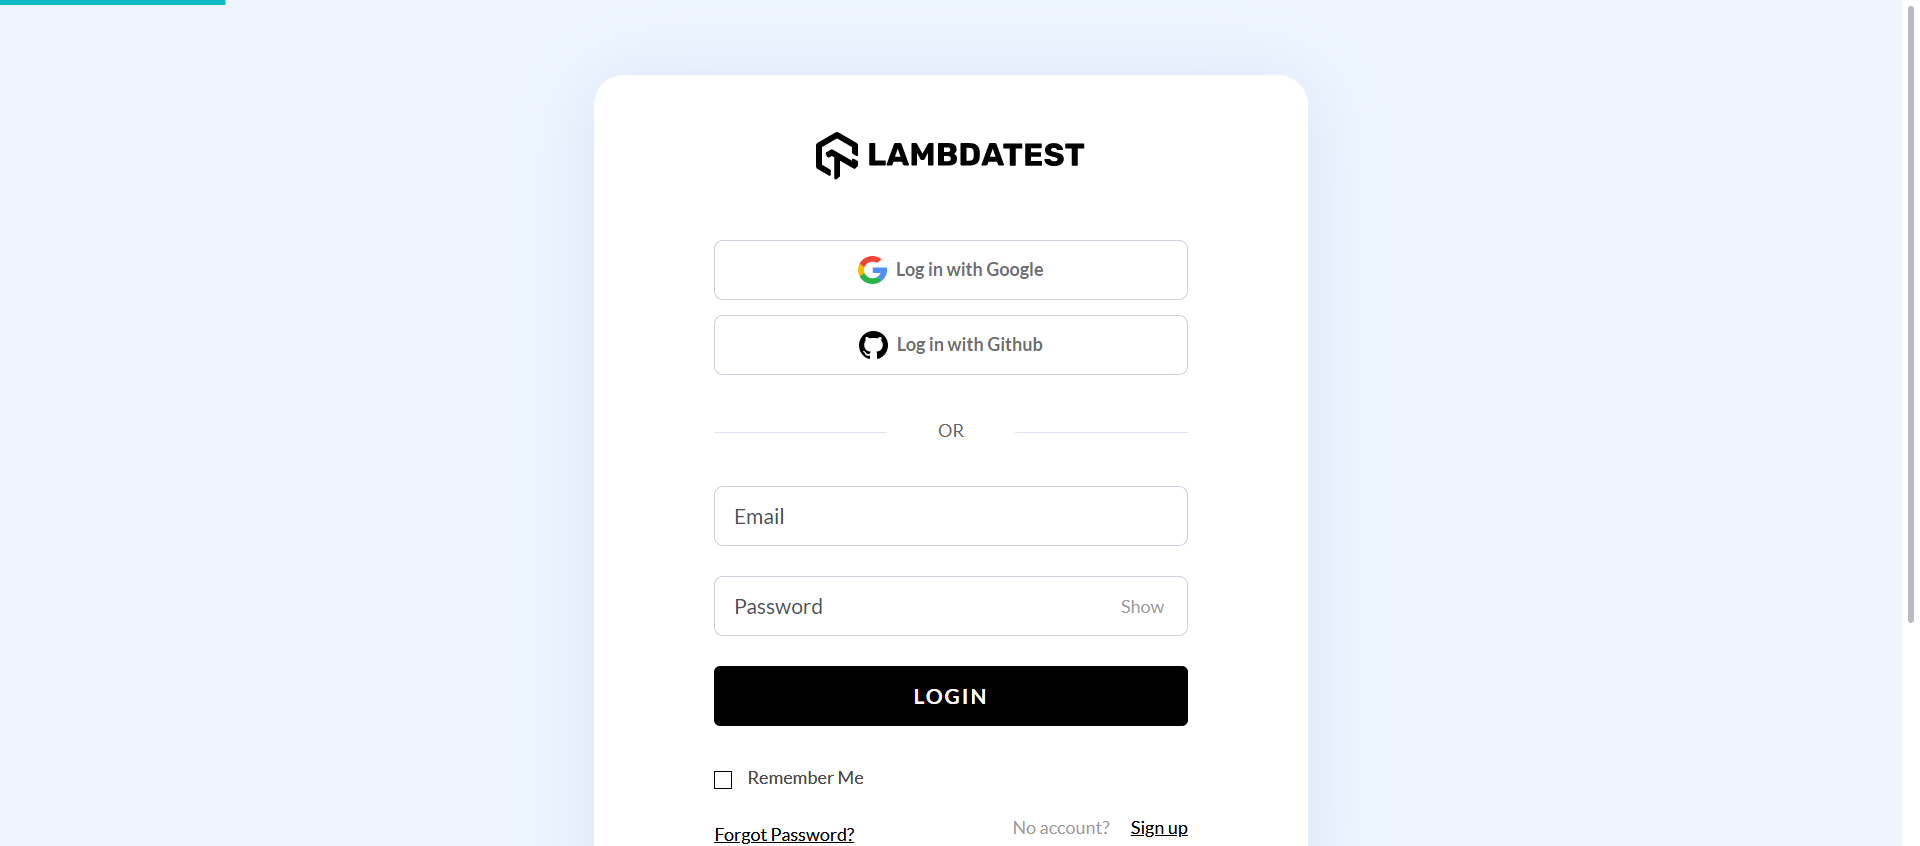 LAMBDATEST
Log in with Google
Log in with Github
OR
Email
Password Show
LOGIN
Remember Me
Forgot Password? No account? Sign up